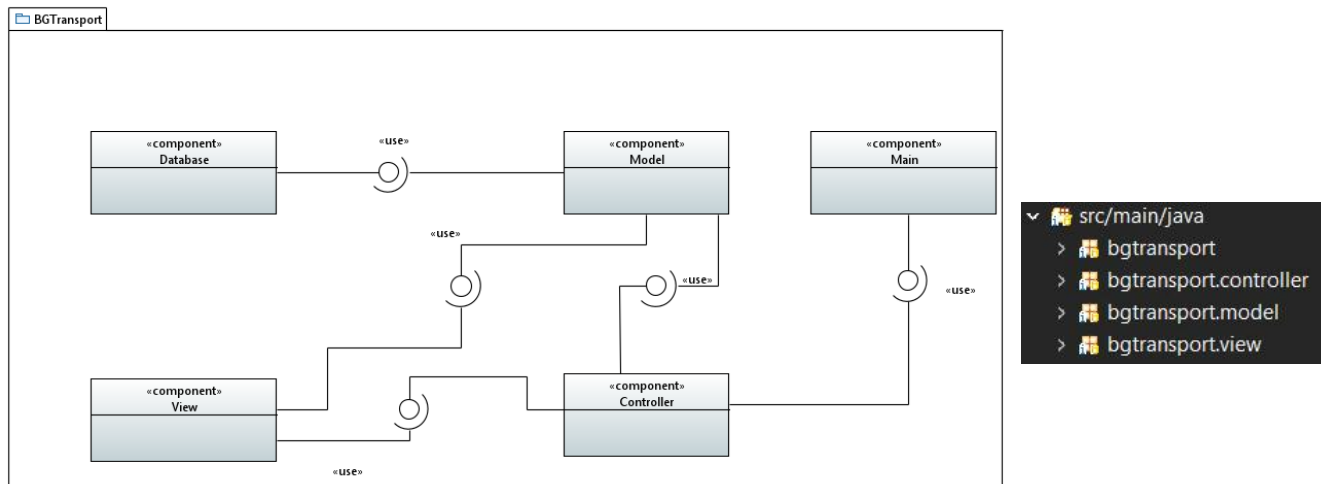 BGTransport
«component»
Database
«use»
«component»
Model
«component»
Main
«use»
«use»
«use»
«component»
View
«component»
Controller
«use»
src/main/java
bgtransport
bgtransport.controller
bgtransport.model
bgtransport.view